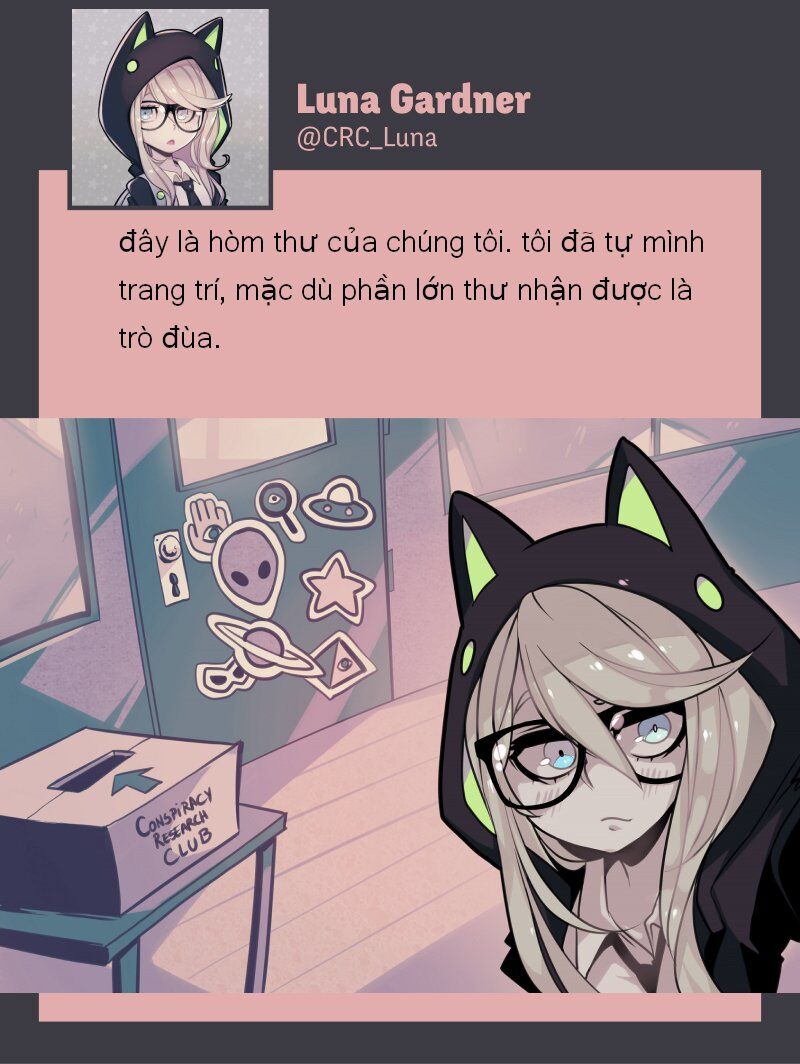 Luna Gardner
@CRC_Luna
đây là hòm thư của chúng tôi. tôi đã tự mình
trang trí, mặc dù phần lớn thư nhận được là
trò đùa.
CONSPIRACY
RESEARCH
CLUB